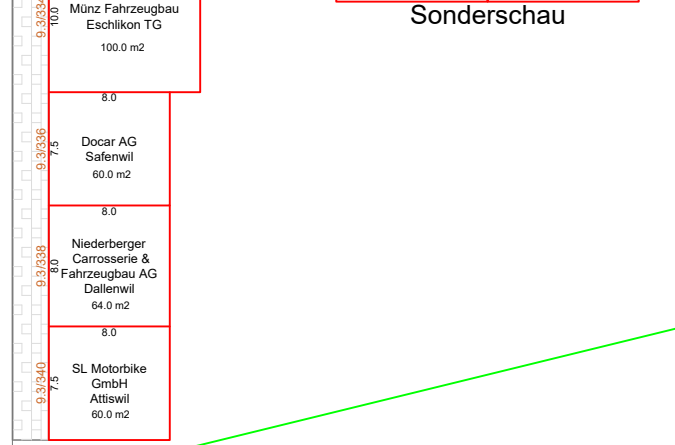 9.3/334
10.0
Münz Fahrzeugbau
Eschlikon TG
100.0 m2
Sonderschau
8.0
9.3/336
7.5
Docar AG
Safenwil
60.0 m2
8.0
9.3/338
8.0
Niederberger
Carrosserie &
Fahrzeugbau AG
Dallenwil
64.0 m2
8.0
9.3/340
7.5
SL Motorbike
GmbH
Attiswil
60.0 m2